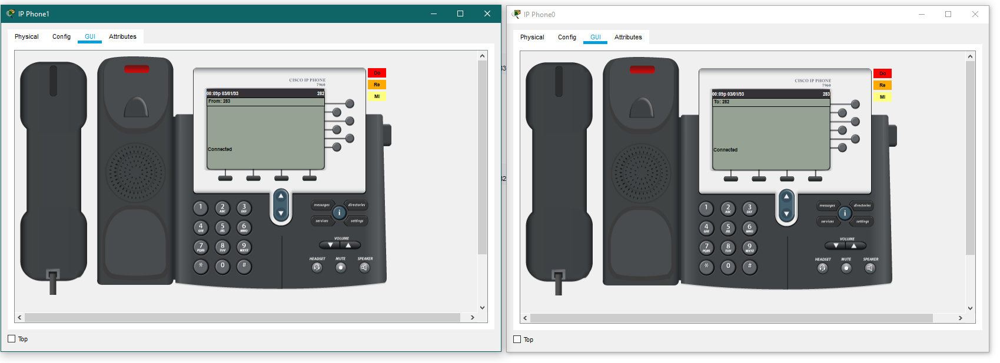 IP Phone1
Physical Config GUI Attributes
CISCO IP PHONE
7960
00:09p 03/01/93 282
From: 283
Connected
Do
Re
MI
1 2 ABC 3 DEF
4 GHI 5 JKL 6 MNO
7 PQRS 8 TUV 9 WXYZ
* 0 #
messages directories
i
services settings
VOLUME
HEADSET MUTE SPEAKER
Top
IP Phone0
Physical Config GUI Attributes
CISCO IP PHONE
7960
00:09p 03/01/93 283
To: 282
Connected
Do
Re
MI
1 2 ABC 3 DEF
4 GHI 5 JKL 6 MNO
7 PQRS 8 TUV 9 WXYZ
* 0 #
messages directories
i
services settings
VOLUME
HEADSET MUTE SPEAKER
Top